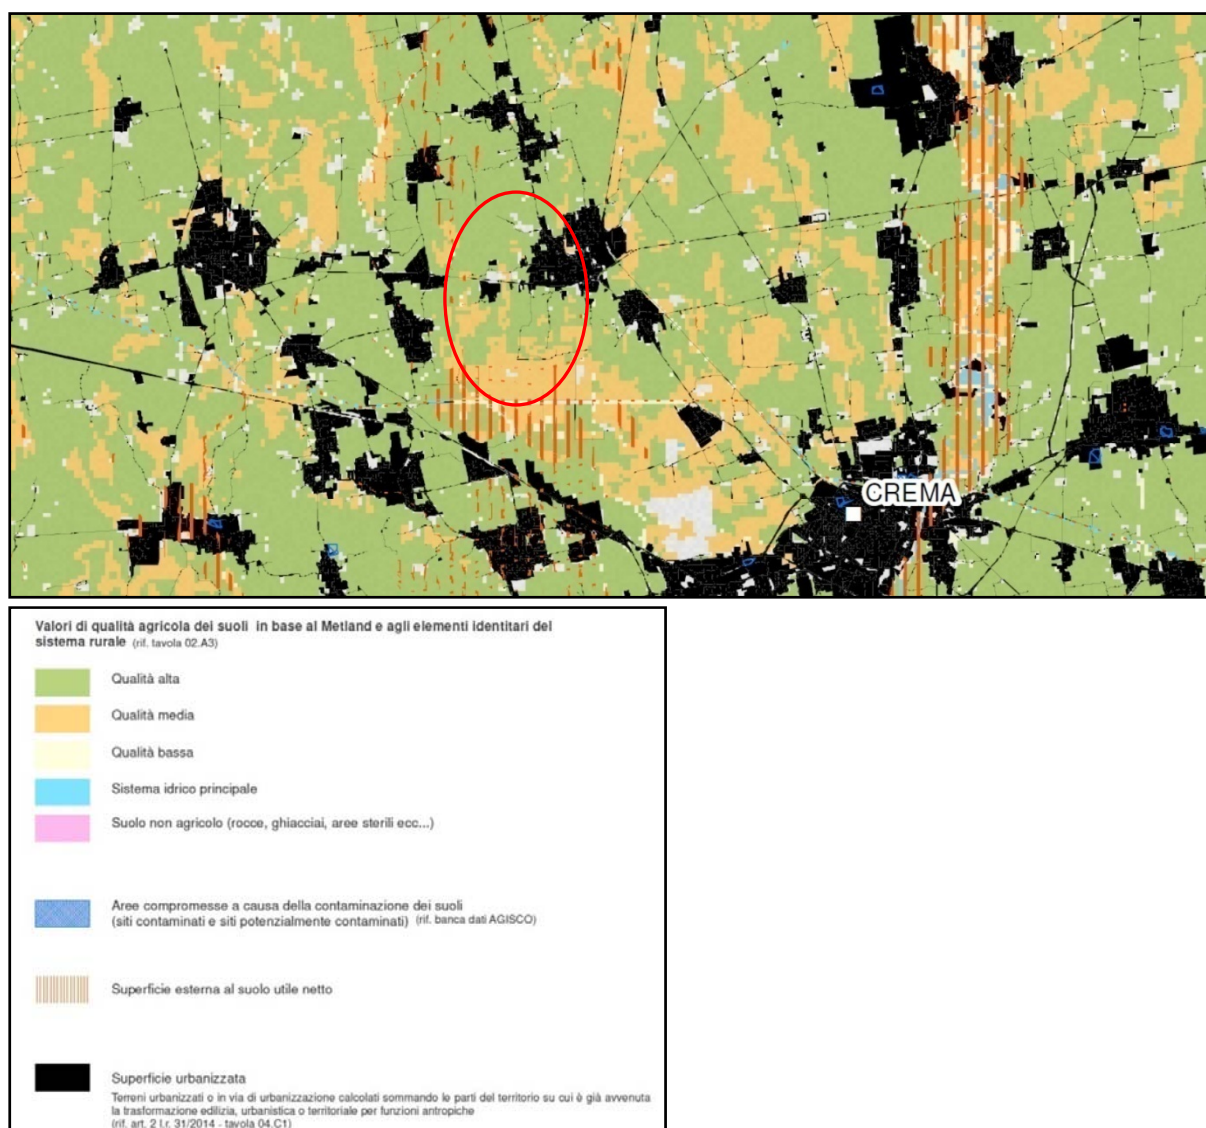 CREMA
Valori di qualità agricola dei suoli in base al Metland e agli elementi identitari del
sistema rurale (rif. tavola 02.A3)
Qualità alta
Qualità media
Qualità bassa
Sistema idrico principale
Suolo non agricolo (rocce, ghiacciai, aree sterili ecc...)
Aree compromesse a causa della contaminazione dei suoli
(siti contaminati e siti potenzialmente contaminati) (rif. banca dati AGISCO)
Superficie esterna al suolo utile netto
Superficie urbanizzata
Terreni urbanizzati o in via di urbanizzazione calcolati sommando le parti del territorio su cui è già avvenuta
la trasformazione edilizia, urbanistica o territoriale per funzioni antropiche
(rif. art. 2 l.r. 31/2014 - tavola 04.C1)